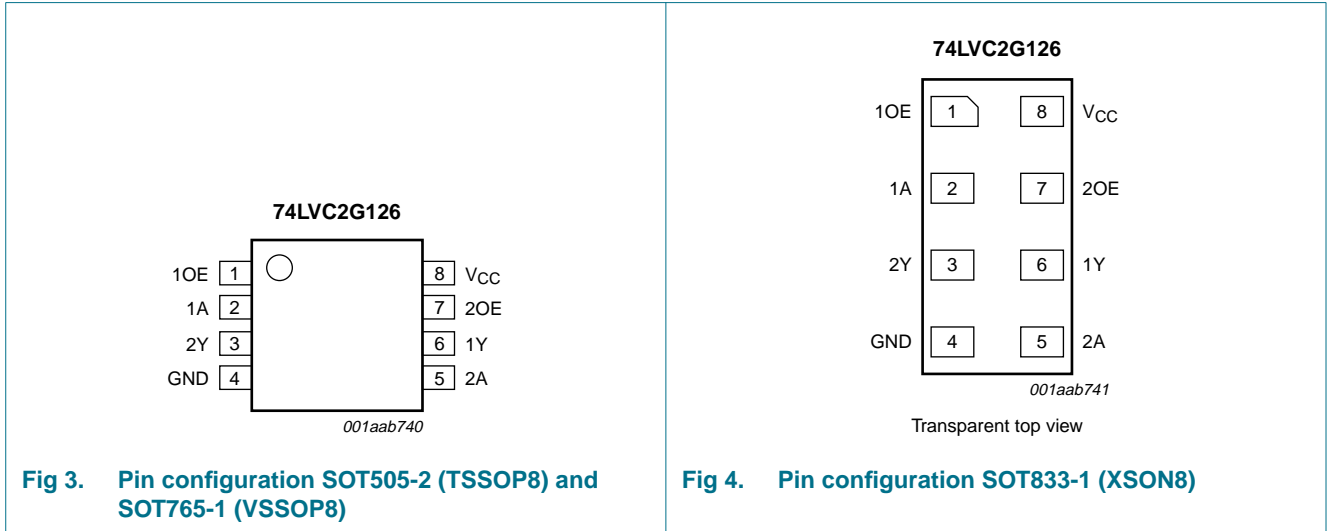 74LVC2G126
1OE 1 8 VCC
1A 2 7 2OE
2Y 3 6 1Y
GND 4 5 2A
001aab740
Fig 3. Pin configuration SOT505-2 (TSSOP8) and
SOT765-1 (VSSOP8)
74LVC2G126
1OE 1 8 VCC
1A 2 7 2OE
2Y 3 6 1Y
GND 4 5 2A
001aab741
Transparent top view
Fig 4. Pin configuration SOT833-1 (XSON8)